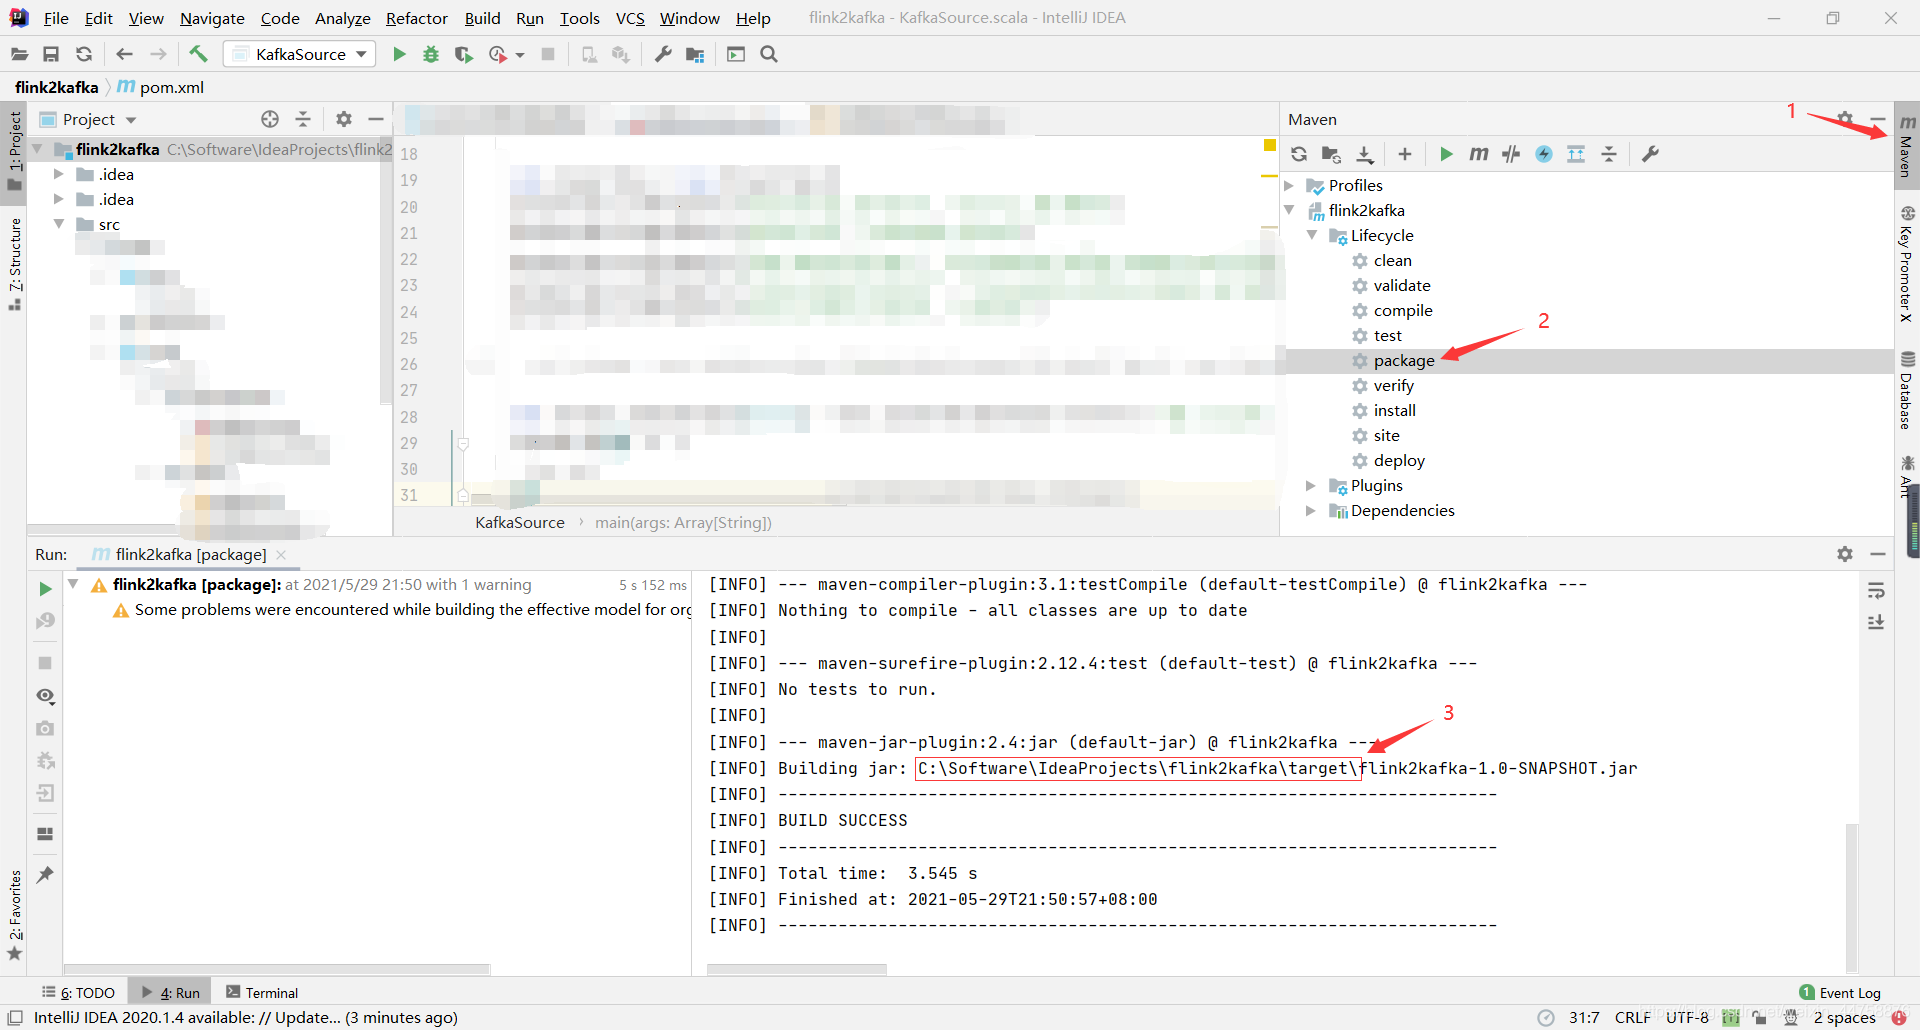 File Edit View Navigate Code Analyze Refactor Build Run Tools VCS Window Help flink2kafka - KafkaSource.scala - IntelliJ IDEA
KafkaSource
flink2kafka pom.xml
1: Project
7: Structure
2: Favorites
Project
flink2kafka C:\Software\IdeaProjects\flink2
.idea
.idea
src
18
19
20
21
22
23
24
25
26
27
28
29
30
31
KafkaSource › main(args: Array[String])
Maven
1
Profiles
flink2kafka
Lifecycle
clean
validate
compile
test
2
package
verify
install
site
deploy
Plugins
Dependencies
Maven
Key Promoter X
Database
Ant
Run: flink2kafka [package]
flink2kafka [package]: at 2021/5/29 21:50 with 1 warning 5 s 152 ms
Some problems were encountered while building the effective model for org
[INFO] --- maven-compiler-plugin:3.1:testCompile (default-testCompile) @ flink2kafka ---
[INFO] Nothing to compile - all classes are up to date
[INFO]
[INFO] --- maven-surefire-plugin:2.12.4:test (default-test) @ flink2kafka ---
[INFO] No tests to run.
[INFO]
3
[INFO] --- maven-jar-plugin:2.4:jar (default-jar) @ flink2kafka ---
[INFO] Building jar: C:\Software\IdeaProjects\flink2kafka\target\flink2kafka-1.0-SNAPSHOT.jar
[INFO] ------------------------------------------------------------------------
[INFO] BUILD SUCCESS
[INFO] ------------------------------------------------------------------------
[INFO] Total time:  3.545 s
[INFO] Finished at: 2021-05-29T21:50:57+08:00
[INFO] ------------------------------------------------------------------------
6: TODO 4: Run Terminal 1 Event Log
IntelliJ IDEA 2020.1.4 available: // Update... (3 minutes ago) 31:7 CRLF UTF-8 2 spaces